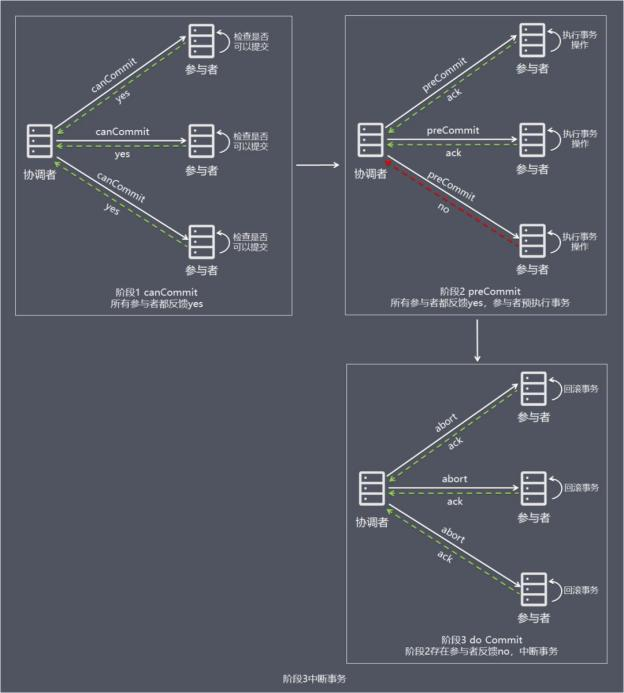 检查是否
可以提交
参与者
canCommit
yes
canCommit
yes
检查是否
可以提交
协调者
参与者
canCommit
yes
检查是否
可以提交
参与者
阶段1 canCommit
所有参与者都反馈yes
执行事务
操作
参与者
preCommit
ack
preCommit
ack
执行事务
操作
协调者
参与者
preCommit
no
执行事务
操作
参与者
阶段2 preCommit
所有参与者都反馈yes，参与者预执行事务
回滚事务
参与者
abort
ack
abort
ack
回滚事务
协调者
参与者
abort
ack
回滚事务
参与者
阶段3 do Commit
阶段2存在参与者反馈no，中断事务
阶段3中断事务